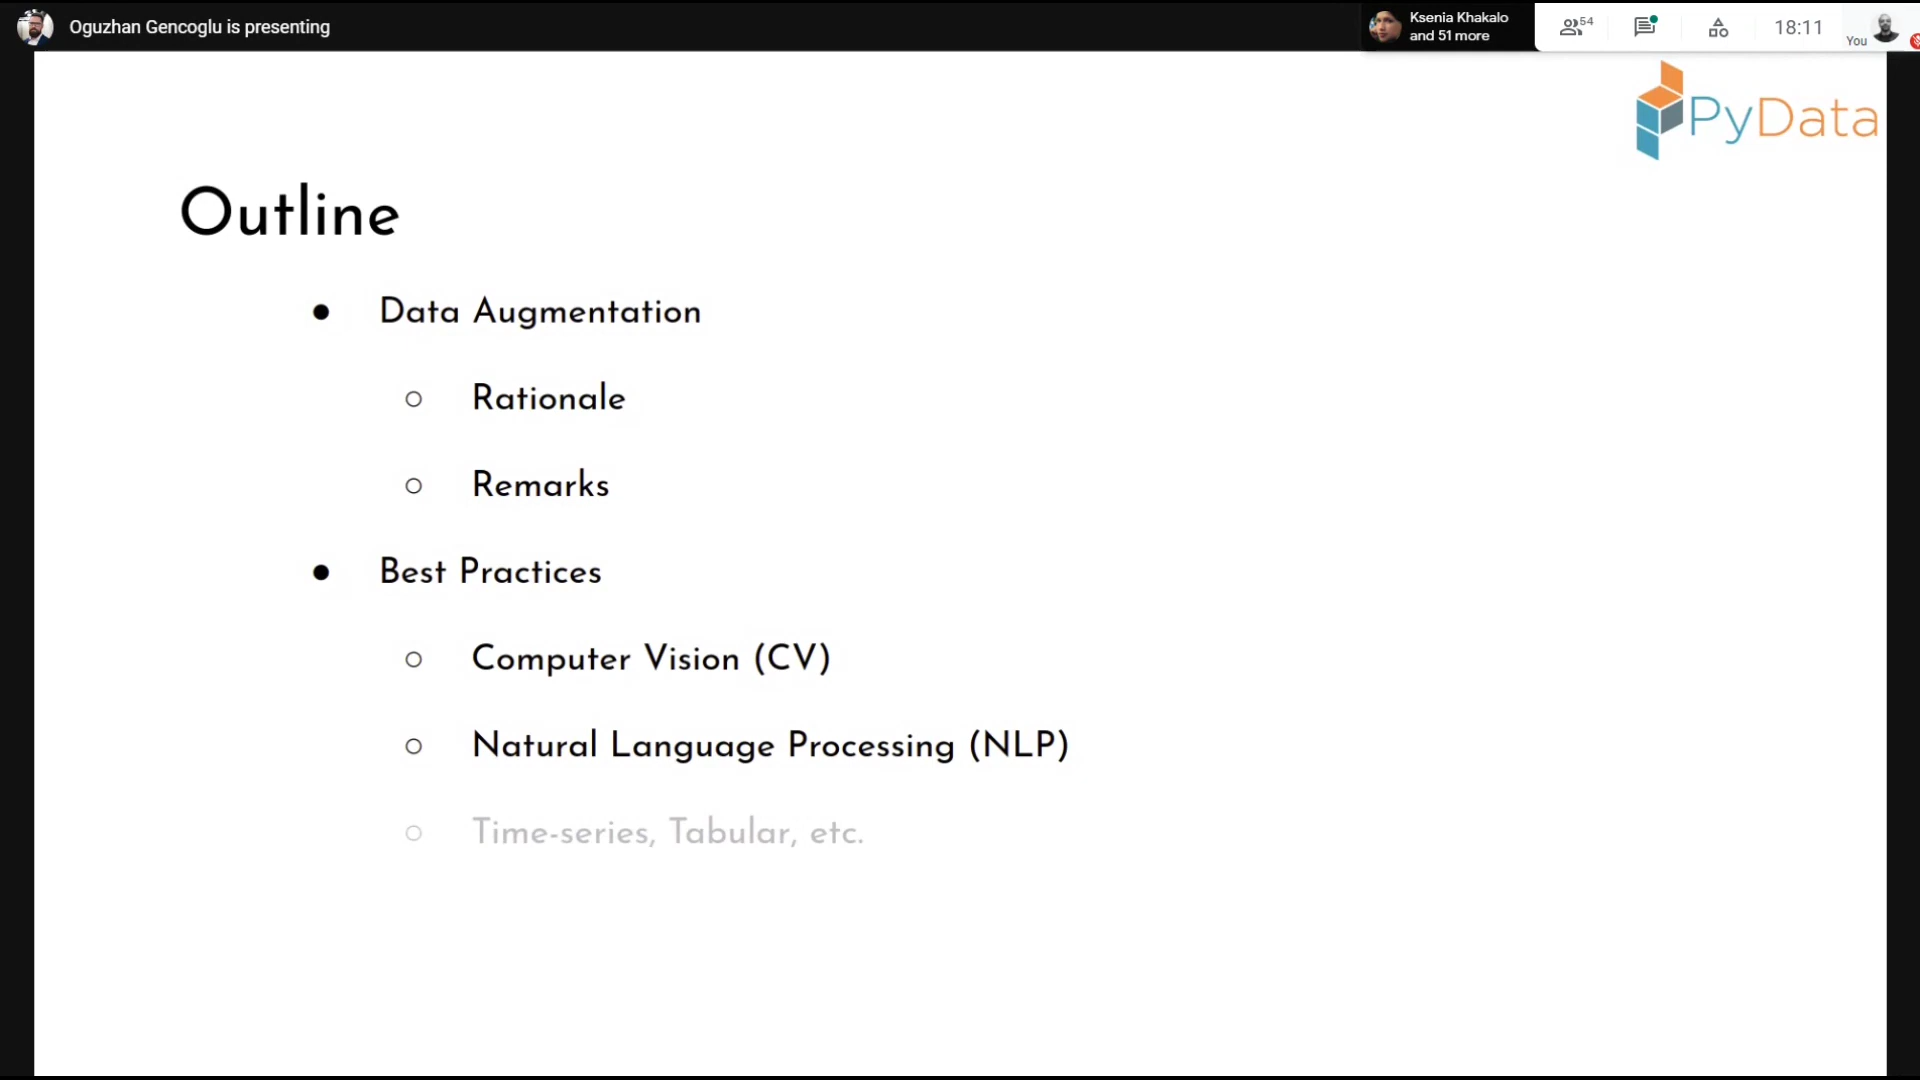 Oguzhan Gencoglu is presenting
Ksenia Khakalo
and 51 more
54
18:11
You
PyData
Outline
● Data Augmentation
○ Rationale
○ Remarks
● Best Practices
○ Computer Vision (CV)
○ Natural Language Processing (NLP)
○ Time-series, Tabular, etc.